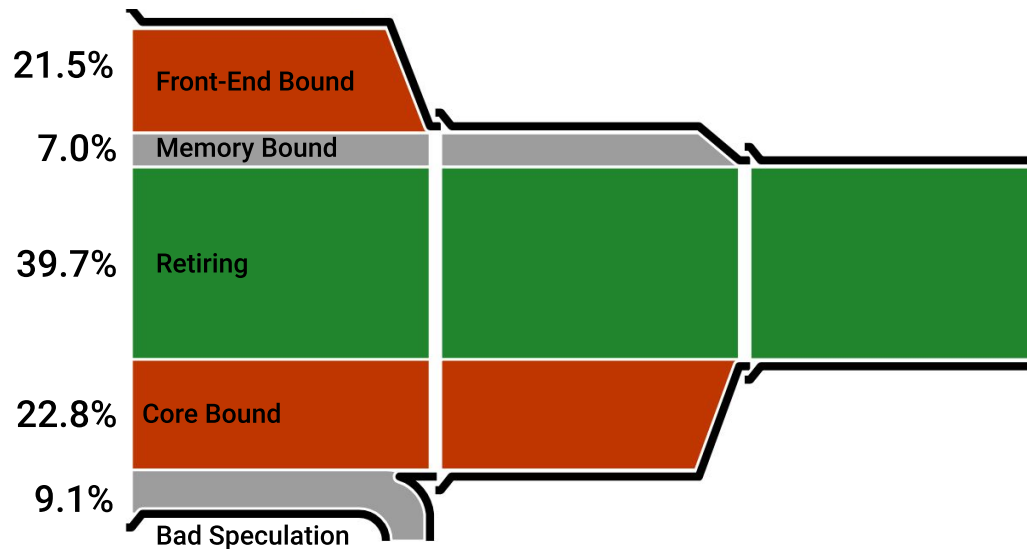 21.5% Front-End Bound
7.0% Memory Bound
39.7% Retiring
22.8% Core Bound
9.1% Bad Speculation